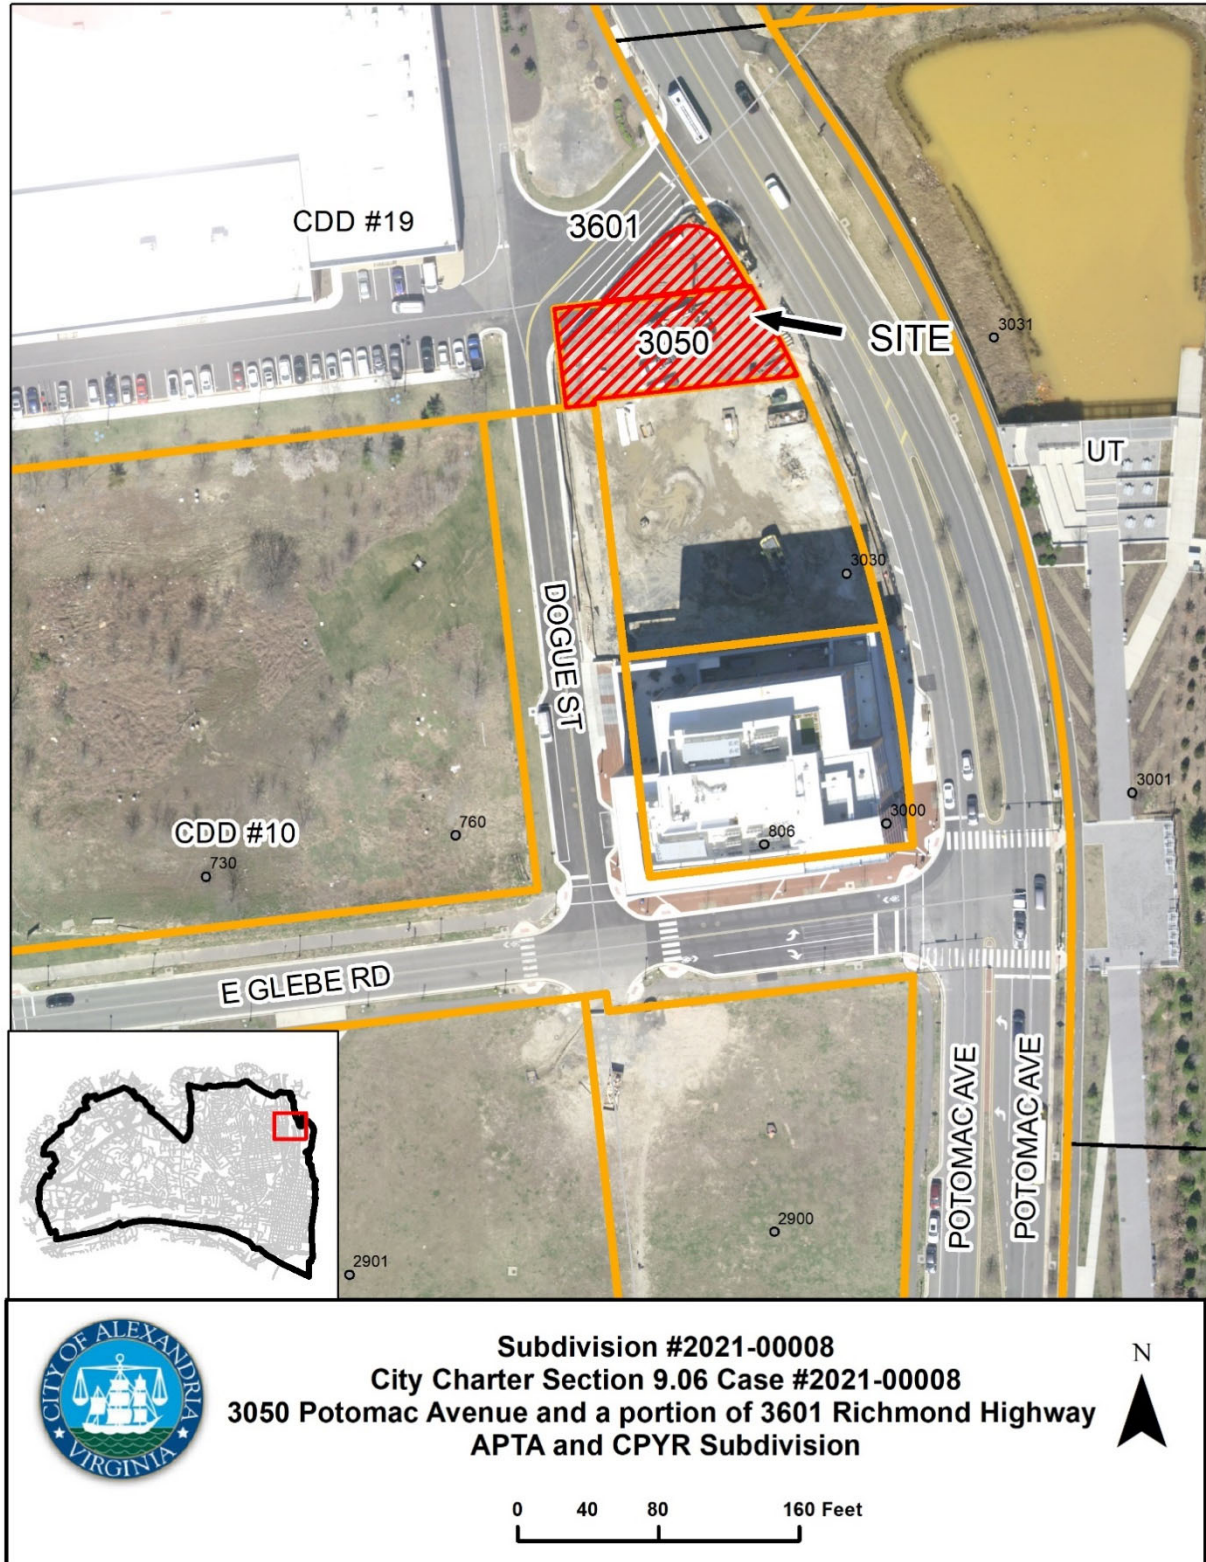 CDD #19
3601
3050
SITE
3031
UT
3030
DOGUE ST
3001
3000
760
806
CDD #10
730
E GLEBE RD
POTOMAC AVE
POTOMAC AVE
2900
2901
CITY OF ALEXANDRIA
VIRGINIA
Subdivision #2021-00008
City Charter Section 9.06 Case #2021-00008
3050 Potomac Avenue and a portion of 3601 Richmond Highway
APTA and CPYR Subdivision
N
0 40 80 160 Feet